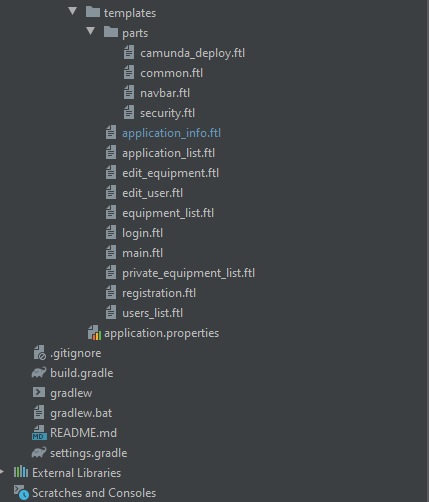 templates
parts
camunda_deploy.ftl
common.ftl
navbar.ftl
security.ftl
application_info.ftl
application_list.ftl
edit_equipment.ftl
edit_user.ftl
equipment_list.ftl
login.ftl
main.ftl
private_equipment_list.ftl
registration.ftl
users_list.ftl
application.properties
.gitignore
build.gradle
gradlew
gradlew.bat
MD README.md
settings.gradle
External Libraries
Scratches and Consoles